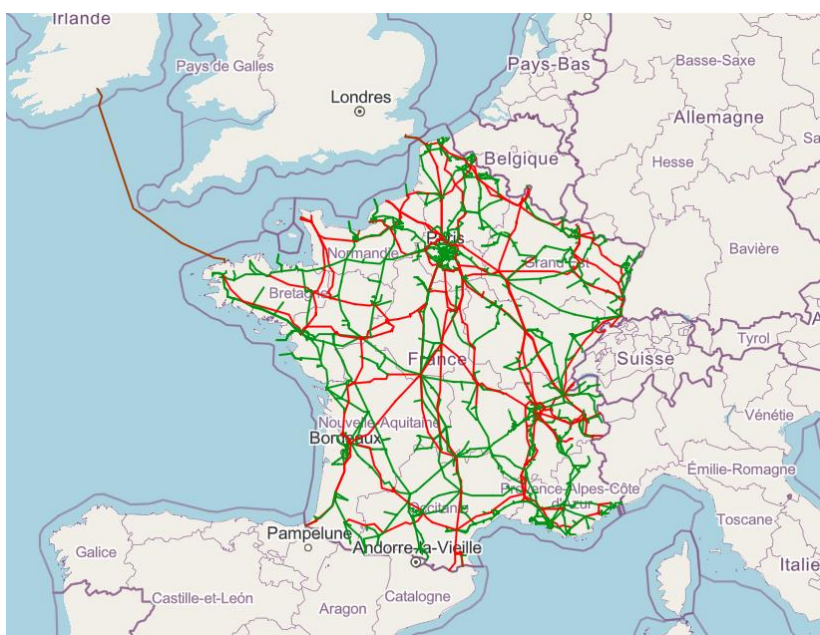 Irlande
Pays de Galles
Londres
Pays-Bas
Basse-Saxe
Allemagne
Belgique
Hesse
Paris
Normandie
Grand Est
Bavière
Bretagne
Tyrol
France
Suisse
Nouvelle-Aquitaine
Bordeaux
Vénétie
Émilie-Romagne
Provence-Alpes-Côte
d'Azur
Occitanie
Toscane
Pampelune
Andorre-la-Vieille
Galice
Italie
Castille-et-León
Aragon
Catalogne